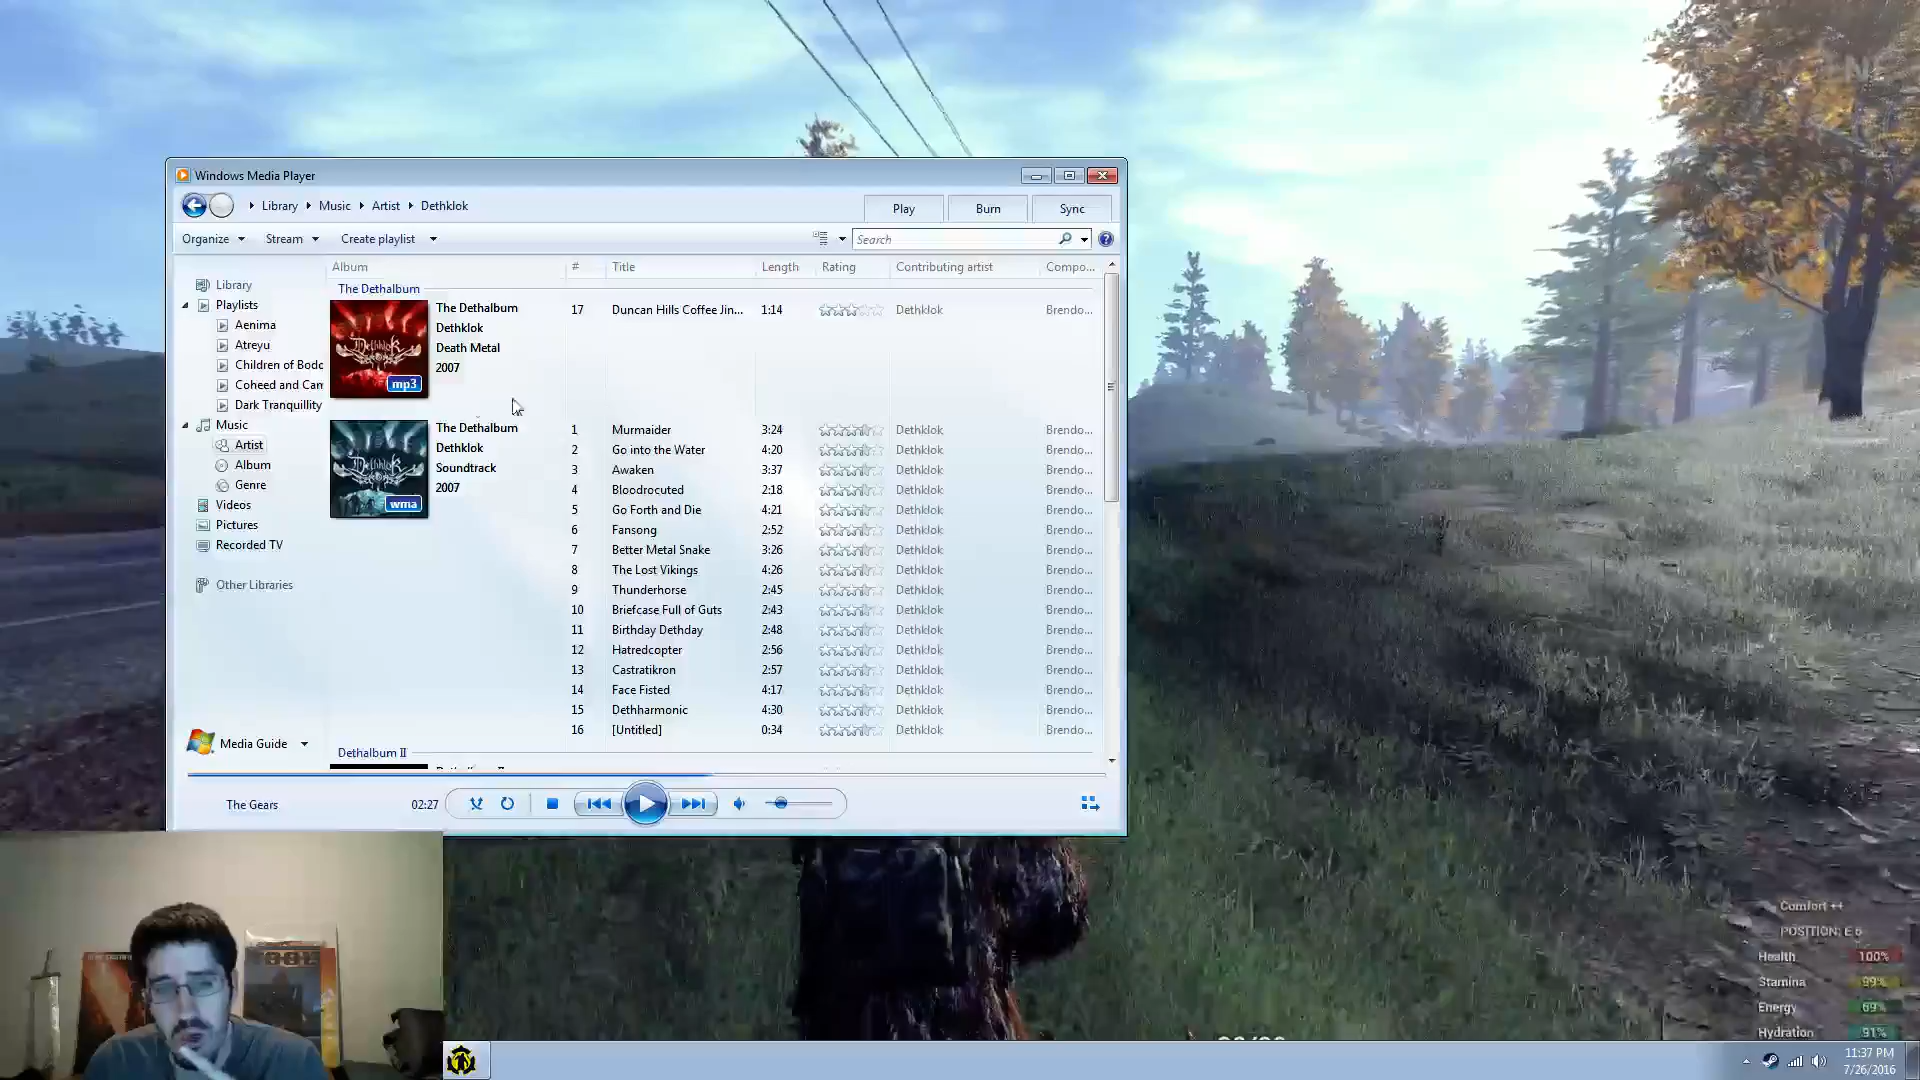 Windows Media Player
Library Music Artist Dethklok
Play Burn Sync
Organize Stream Create playlist Search
Album # Title Length Rating Contributing artist Compo...
Library
Playlists
Aenima
Atreyu
Children of Bodo
Coheed and Cam
Dark Tranquillity
Music
Artist
Album
Genre
Videos
Pictures
Recorded TV
Other Libraries
Media Guide
The Dethalbum
The Dethalbum
Dethklok
Death Metal
2007
mp3
17 Duncan Hills Coffee Jin... 1:14 Dethklok Brendo...
The Dethalbum
Dethklok
Soundtrack
2007
wma
1 Murmaider 3:24 Dethklok Brendo...
2 Go into the Water 4:20 Dethklok Brendo...
3 Awaken 3:37 Dethklok Brendo...
4 Bloodrocuted 2:18 Dethklok Brendo...
5 Go Forth and Die 4:21 Dethklok Brendo...
6 Fansong 2:52 Dethklok Brendo...
7 Better Metal Snake 3:26 Dethklok Brendo...
8 The Lost Vikings 4:26 Dethklok Brendo...
9 Thunderhorse 2:45 Dethklok Brendo...
10 Briefcase Full of Guts 2:43 Dethklok Brendo...
11 Birthday Dethday 2:48 Dethklok Brendo...
12 Hatredcopter 2:56 Dethklok Brendo...
13 Castratikron 2:57 Dethklok Brendo...
14 Face Fisted 4:17 Dethklok Brendo...
15 Dethharmonic 4:30 Dethklok Brendo...
16 [Untitled] 0:34 Dethklok Brendo...
Dethalbum II
The Gears 02:27
Comfort ++
POSITION: E 6
Health 100%
Stamina 99%
Energy 69%
Hydration 91%
11:37 PM
7/26/2016